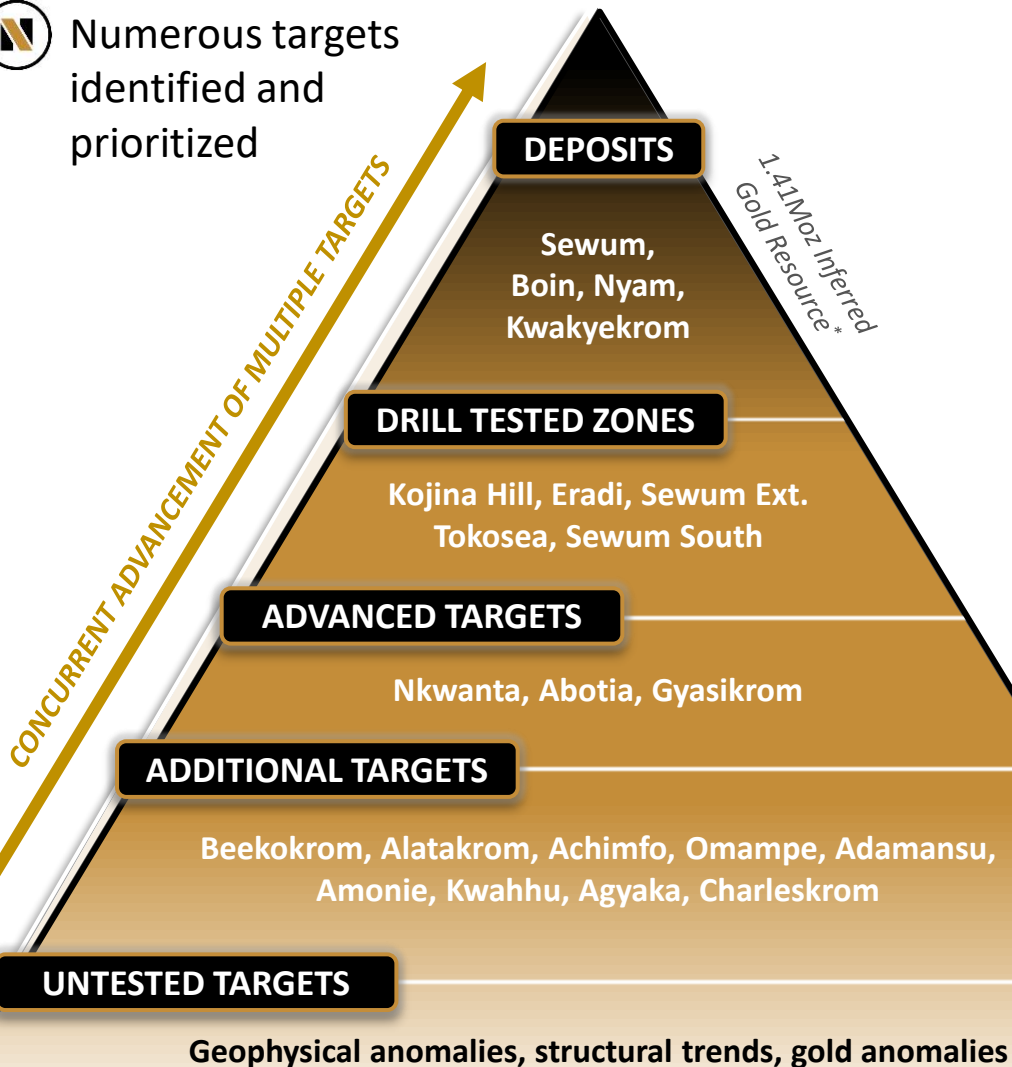 N
Numerous targets
identified and
prioritized
CONCURRENT ADVANCEMENT OF MULTIPLE TARGETS
DEPOSITS
1.41Moz Inferred
Gold Resource*
Sewum,
Boin, Nyam,
Kwakyekrom
DRILL TESTED ZONES
Kojina Hill, Eradi, Sewum Ext.
Tokosea, Sewum South
ADVANCED TARGETS
Nkwanta, Abotia, Gyasikrom
ADDITIONAL TARGETS
Beekokrom, Alatakrom, Achimfo, Omampe, Adamansu,
Amonie, Kwahhu, Agyaka, Charleskrom
UNTESTED TARGETS
Geophysical anomalies, structural trends, gold anomalies